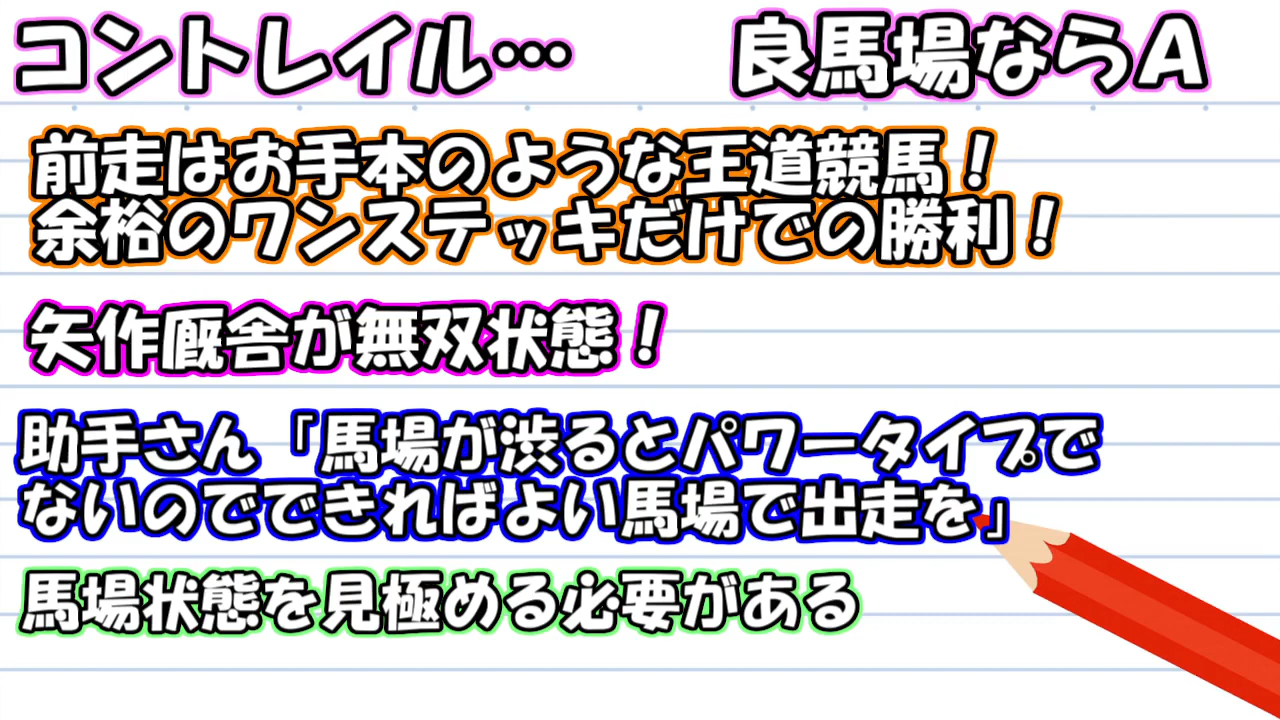 コントレイル… 良馬場ならA
前走はお手本のような王道競馬！
余裕のワンステッキだけでの勝利！
矢作厩舎が無双状態！
助手さん「馬場が渋るとパワータイプで
ないのでできればよい馬場で出走を」
馬場状態を見極める必要がある